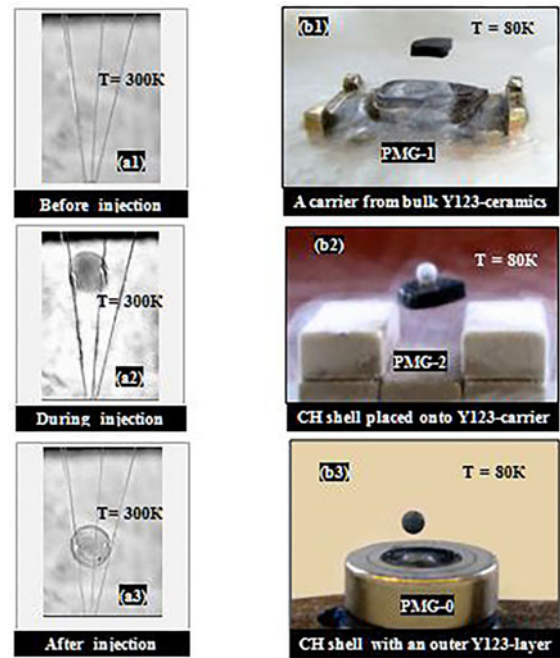 T= 300K
(a1)
Before injection
T= 300K
(a2)
During injection
T= 300K
(a3)
After injection
(b1)
T = 80K
PMG-1
A carrier from bulk Y123-ceramics
(b2)
T = 80K
PMG-2
CH shell placed onto Y123-carrier
(b3)
T = 80K
PMG-0
CH shell with an outer Y123-layer